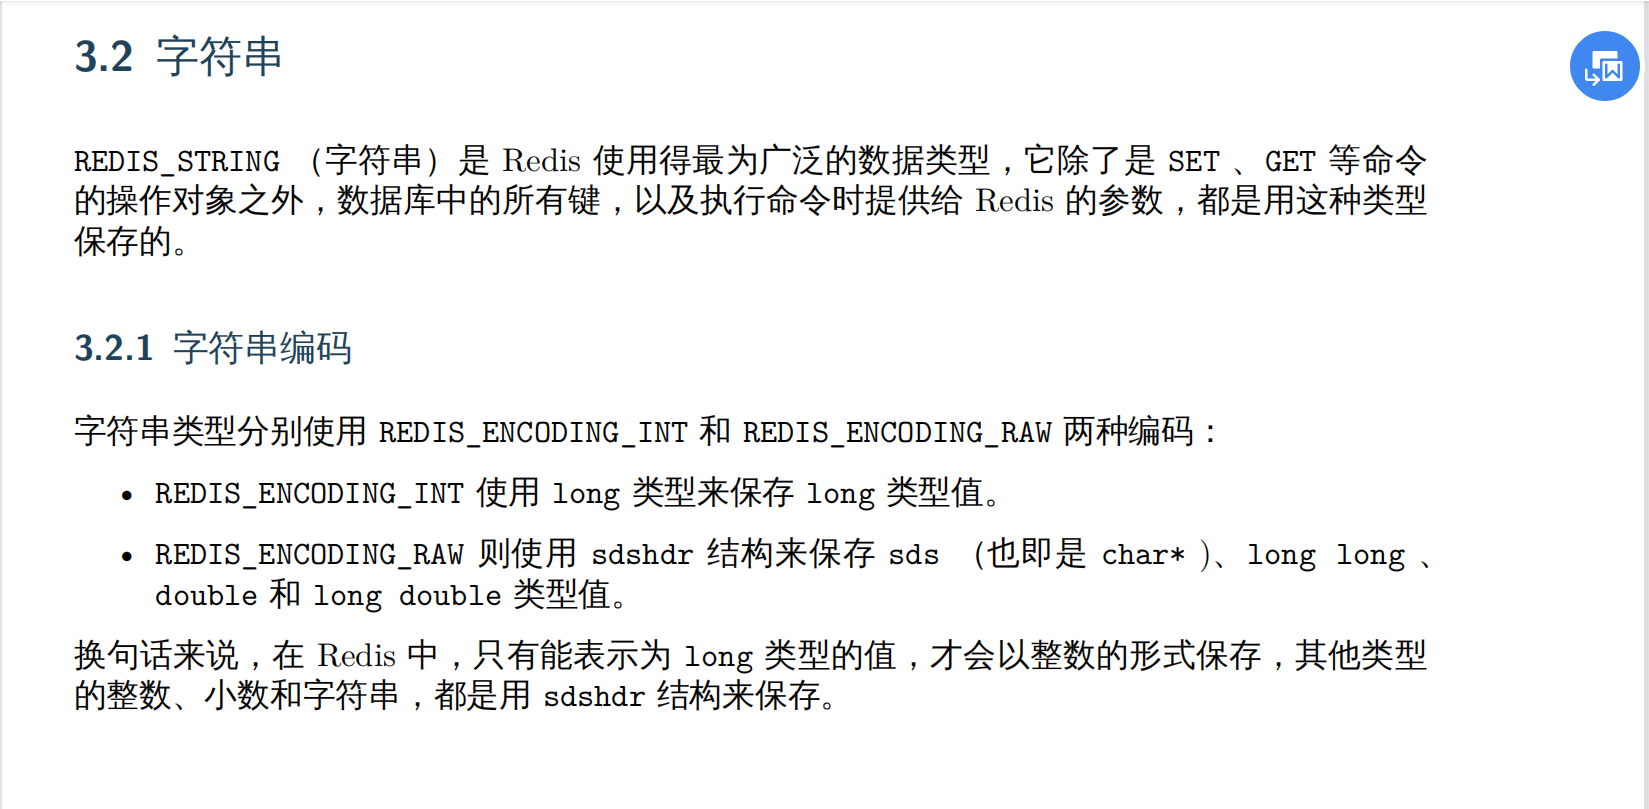 3.2 字符串
REDIS_STRING （字符串）是 Redis 使用得最为广泛的数据类型，它除了是 SET 、GET 等命令
的操作对象之外，数据库中的所有键，以及执行命令时提供给 Redis 的参数，都是用这种类型
保存的。
3.2.1 字符串编码
字符串类型分别使用 REDIS_ENCODING_INT 和 REDIS_ENCODING_RAW 两种编码：
• REDIS_ENCODING_INT 使用 long 类型来保存 long 类型值。
• REDIS_ENCODING_RAW 则使用 sdshdr 结构来保存 sds （也即是 char* )、long long 、
double 和 long double 类型值。
换句话来说，在 Redis 中，只有能表示为 long 类型的值，才会以整数的形式保存，其他类型
的整数、小数和字符串，都是用 sdshdr 结构来保存。